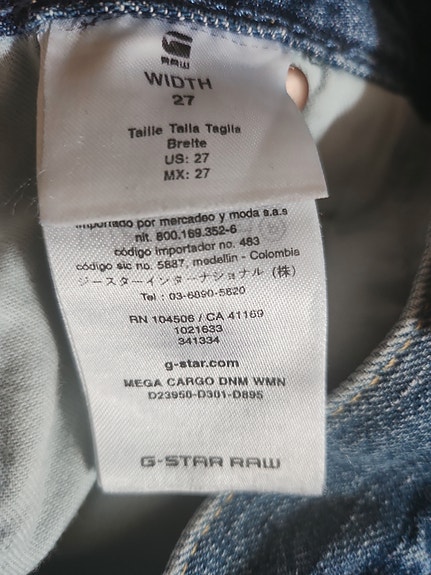 RAW
WIDTH
27
Taille Talla Taglia
Breite
US: 27
MX: 27
importado por mercadeo y moda s.a.s
nit. 800.169.352-6
código importador no. 483
código sic no. 5887, medellin - Colombia
ジースターインターナショナル (株)
Tel : 03-6890-5620
RN 104506 / CA 41169
1021633
341334
g-star.com
MEGA CARGO DNM WMN
D23950-D301-D895
G-STAR RAW